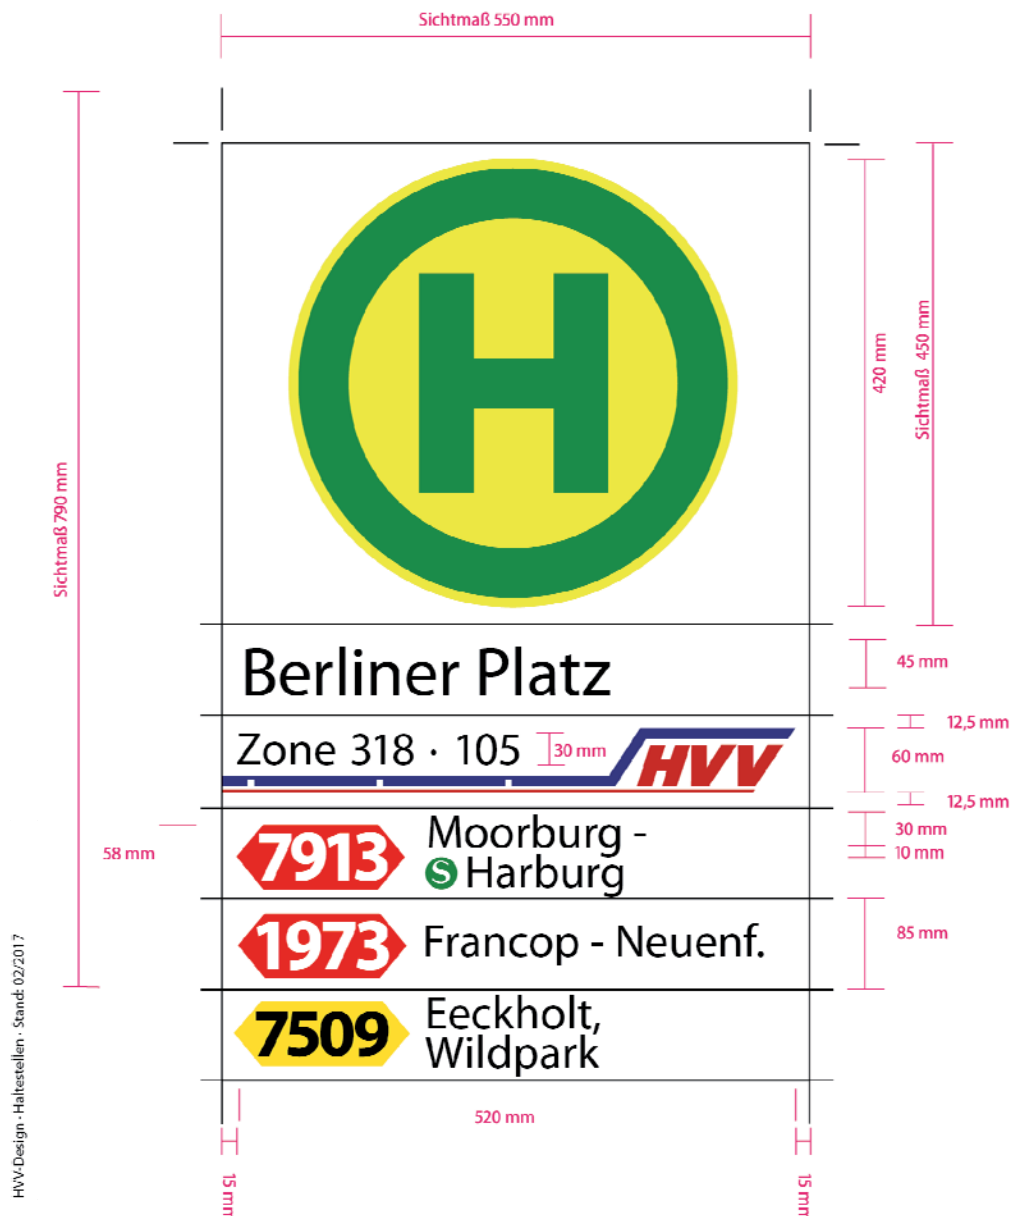 Sichtmaß 550 mm
H
420 mm
Sichtmaß 450 mm
Sichtmaß 790 mm
Berliner Platz
45 mm
12,5 mm
Zone 318 · 105
30 mm
HVV
60 mm
12,5 mm
7913
Moorburg -
S Harburg
30 mm
10 mm
58 mm
1973
Francop - Neuenf.
85 mm
7509
Eeckholt,
Wildpark
520 mm
15 mm
15 mm
HVV-Design · Haltestellen · Stand: 02/2017